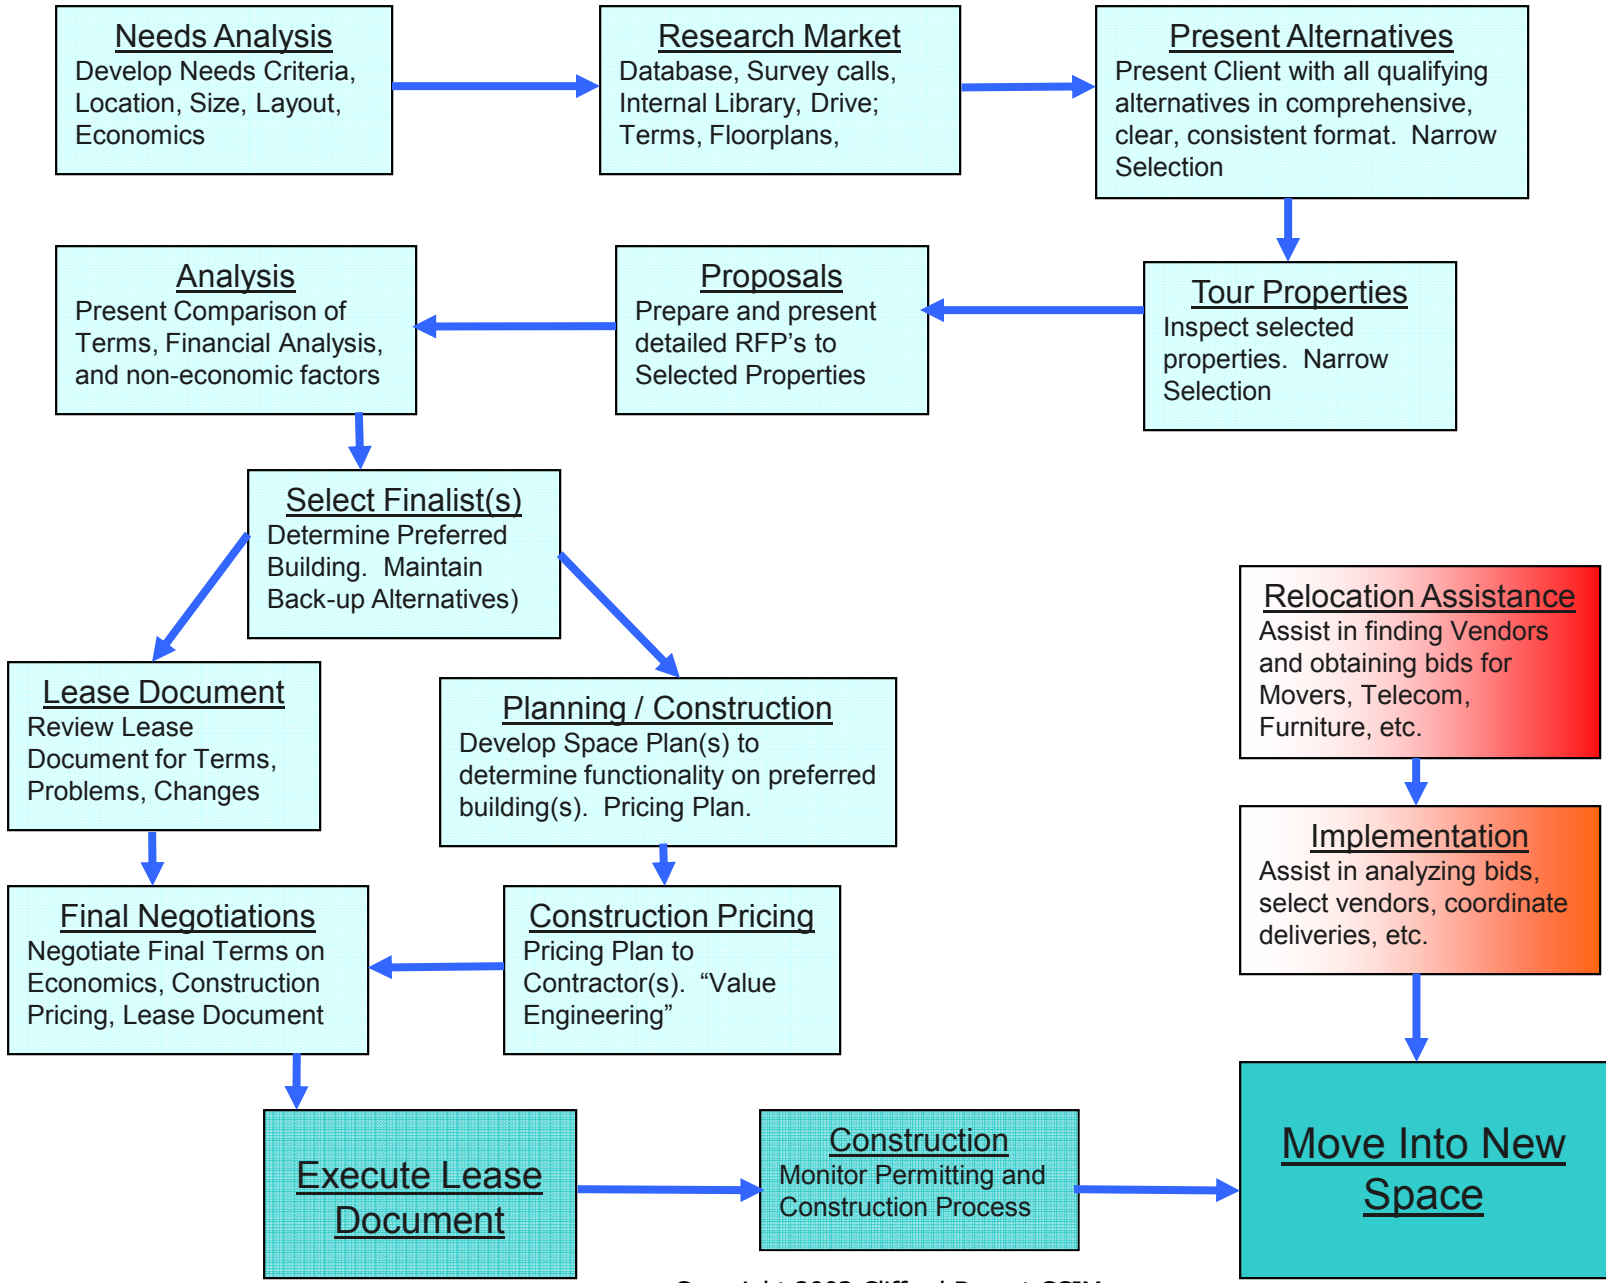 Needs Analysis
Develop Needs Criteria,
Location, Size, Layout,
Economics
Research Market
Database, Survey calls,
Internal Library, Drive;
Terms, Floorplans,
Present Alternatives
Present Client with all qualifying
alternatives in comprehensive,
clear, consistent format.  Narrow
Selection
Tour Properties
Inspect selected
properties.  Narrow
Selection
Proposals
Prepare and present
detailed RFP's to
Selected Properties
Analysis
Present Comparison of
Terms, Financial Analysis,
and non-economic factors
Select Finalist(s)
Determine Preferred
Building.  Maintain
Back-up Alternatives)
Lease Document
Review Lease
Document for Terms,
Problems, Changes
Planning / Construction
Develop Space Plan(s) to
determine functionality on preferred
building(s).  Pricing Plan.
Final Negotiations
Negotiate Final Terms on
Economics, Construction
Pricing, Lease Document
Construction Pricing
Pricing Plan to
Contractor(s).  “Value
Engineering”
Relocation Assistance
Assist in finding Vendors
and obtaining bids for
Movers, Telecom,
Furniture, etc.
Implementation
Assist in analyzing bids,
select vendors, coordinate
deliveries, etc.
Execute Lease
Document
Construction
Monitor Permitting and
Construction Process
Move Into New
Space